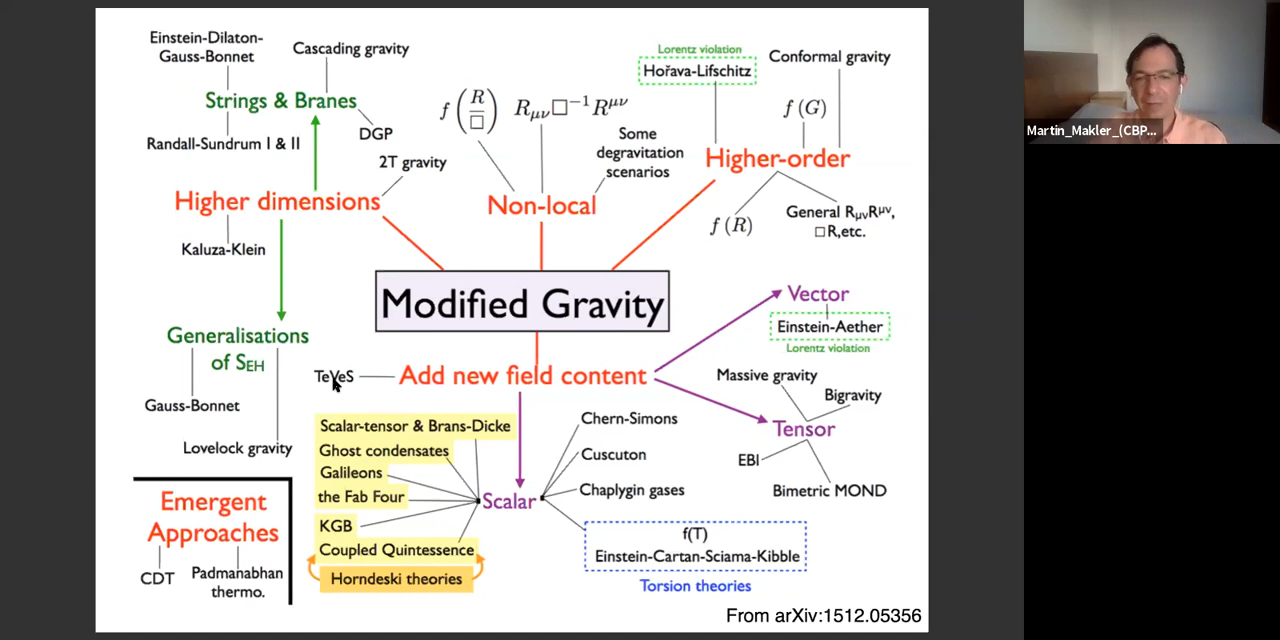 Einstein-Dilaton-
Gauss-Bonnet
Cascading gravity
Strings & Branes
Randall-Sundrum I & II
DGP
2T gravity
Higher dimensions
Kaluza-Klein
Generalisations
of S_EH
Gauss-Bonnet
Lovelock gravity
f(R/□)
R_μν□⁻¹R^μν
Some
degravitation
scenarios
Non-local
Lorentz violation
Hořava-Lifschitz
Conformal gravity
f(G)
Higher-order
f(R)
General R_μνR^μν,
□R,etc.
Modified Gravity
TeVeS
Add new field content
Vector
Einstein-Aether
Lorentz violation
Massive gravity
Bigravity
Tensor
EBI
Bimetric MOND
Scalar-tensor & Brans-Dicke
Ghost condensates
Galileons
the Fab Four
KGB
Coupled Quintessence
Horndeski theories
Scalar
Chern-Simons
Cuscuton
Chaplygin gases
f(T)
Einstein-Cartan-Sciama-Kibble
Torsion theories
Emergent
Approaches
CDT
Padmanabhan
thermo.
From arXiv:1512.05356
Martin_Makler_(CBP...